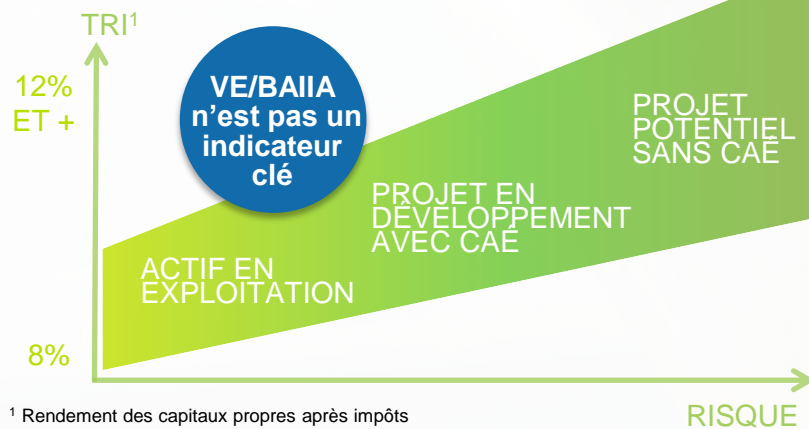 TRI¹
12%
ET +
VE/BAIIA
n’est pas un
indicateur
clé
PROJET
POTENTIEL
SANS CAÉ
PROJET EN
DÉVELOPPEMENT
AVEC CAÉ
ACTIF EN
EXPLOITATION
8%
¹ Rendement des capitaux propres après impôts
RISQUE